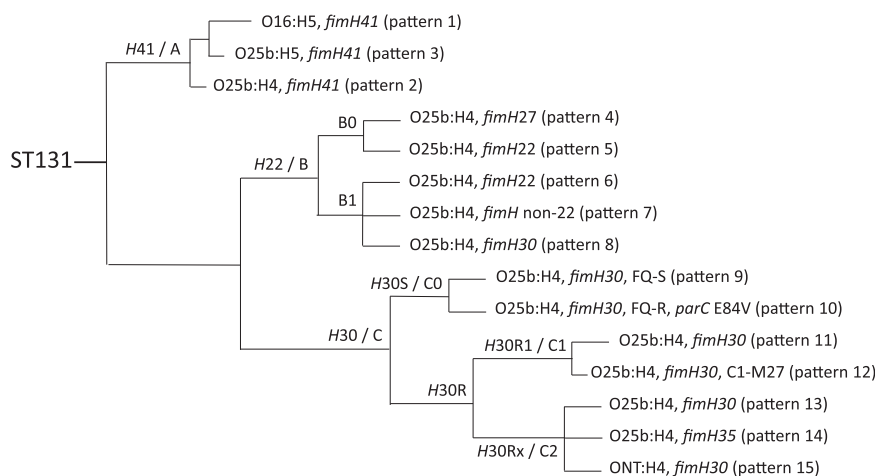 O16:H5, fimH41 (pattern 1)
H41 / A
O25b:H5, fimH41 (pattern 3)
O25b:H4, fimH41 (pattern 2)
O25b:H4, fimH27 (pattern 4)
B0
O25b:H4, fimH22 (pattern 5)
ST131
H22 / B
O25b:H4, fimH22 (pattern 6)
B1
O25b:H4, fimH non-22 (pattern 7)
O25b:H4, fimH30 (pattern 8)
O25b:H4, fimH30, FQ-S (pattern 9)
H30S / C0
O25b:H4, fimH30, FQ-R, parC E84V (pattern 10)
H30 / C
O25b:H4, fimH30 (pattern 11)
H30R1 / C1
O25b:H4, fimH30, C1-M27 (pattern 12)
H30R
O25b:H4, fimH30 (pattern 13)
O25b:H4, fimH35 (pattern 14)
H30Rx / C2
ONT:H4, fimH30 (pattern 15)